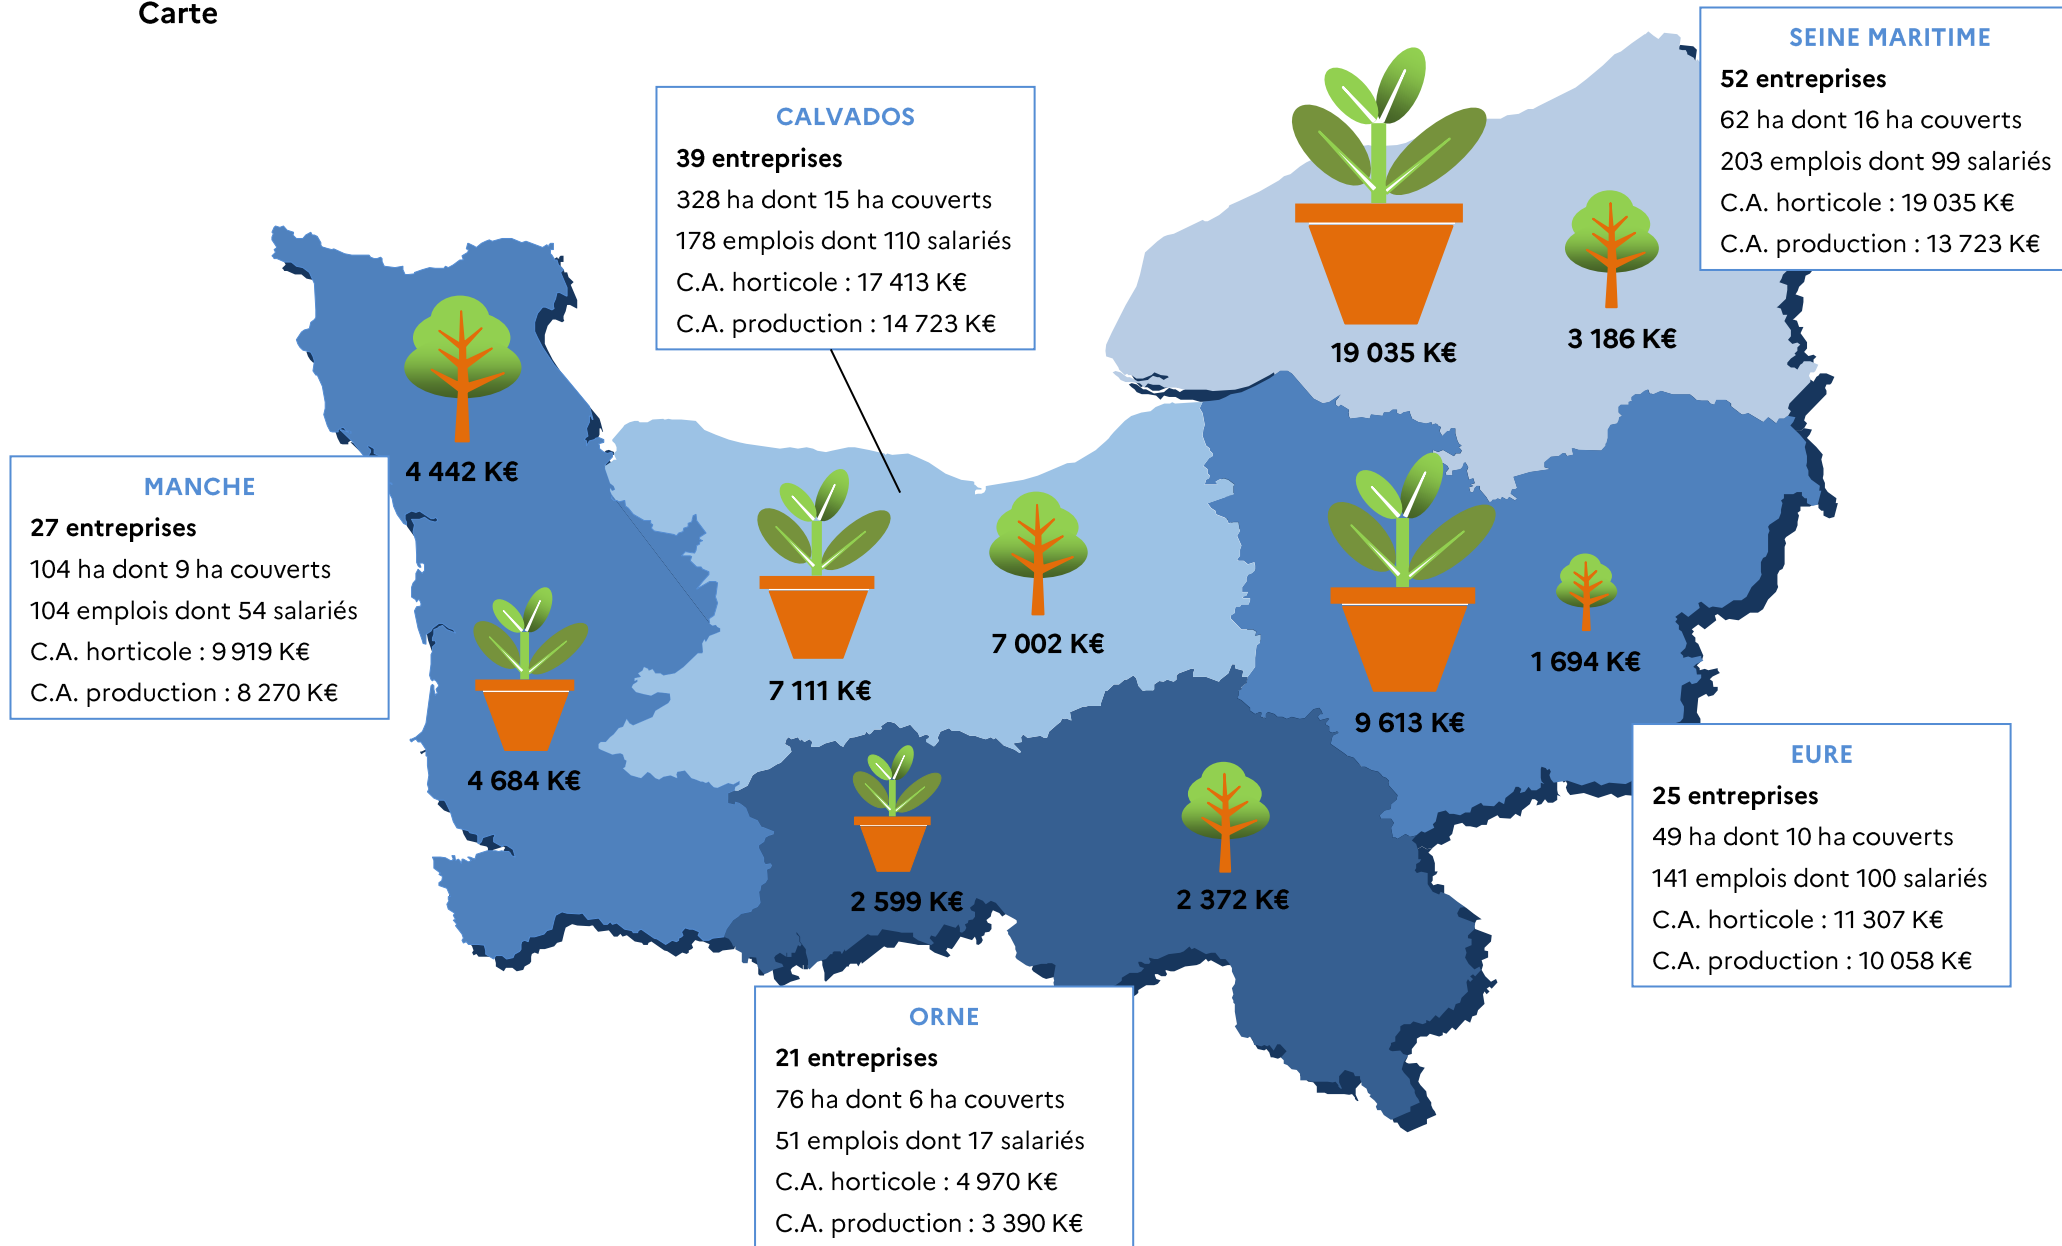 Carte
SEINE MARITIME
52 entreprises
62 ha dont 16 ha couverts
203 emplois dont 99 salariés
C.A. horticole : 19 035 K€
C.A. production : 13 723 K€
CALVADOS
39 entreprises
328 ha dont 15 ha couverts
178 emplois dont 110 salariés
C.A. horticole : 17 413 K€
C.A. production : 14 723 K€
19 035 K€
3 186 K€
4 442 K€
MANCHE
27 entreprises
104 ha dont 9 ha couverts
104 emplois dont 54 salariés
C.A. horticole : 9 919 K€
C.A. production : 8 270 K€
7 002 K€
7 111 K€
1 694 K€
9 613 K€
4 684 K€
EURE
25 entreprises
49 ha dont 10 ha couverts
141 emplois dont 100 salariés
C.A. horticole : 11 307 K€
C.A. production : 10 058 K€
2 599 K€
2 372 K€
ORNE
21 entreprises
76 ha dont 6 ha couverts
51 emplois dont 17 salariés
C.A. horticole : 4 970 K€
C.A. production : 3 390 K€